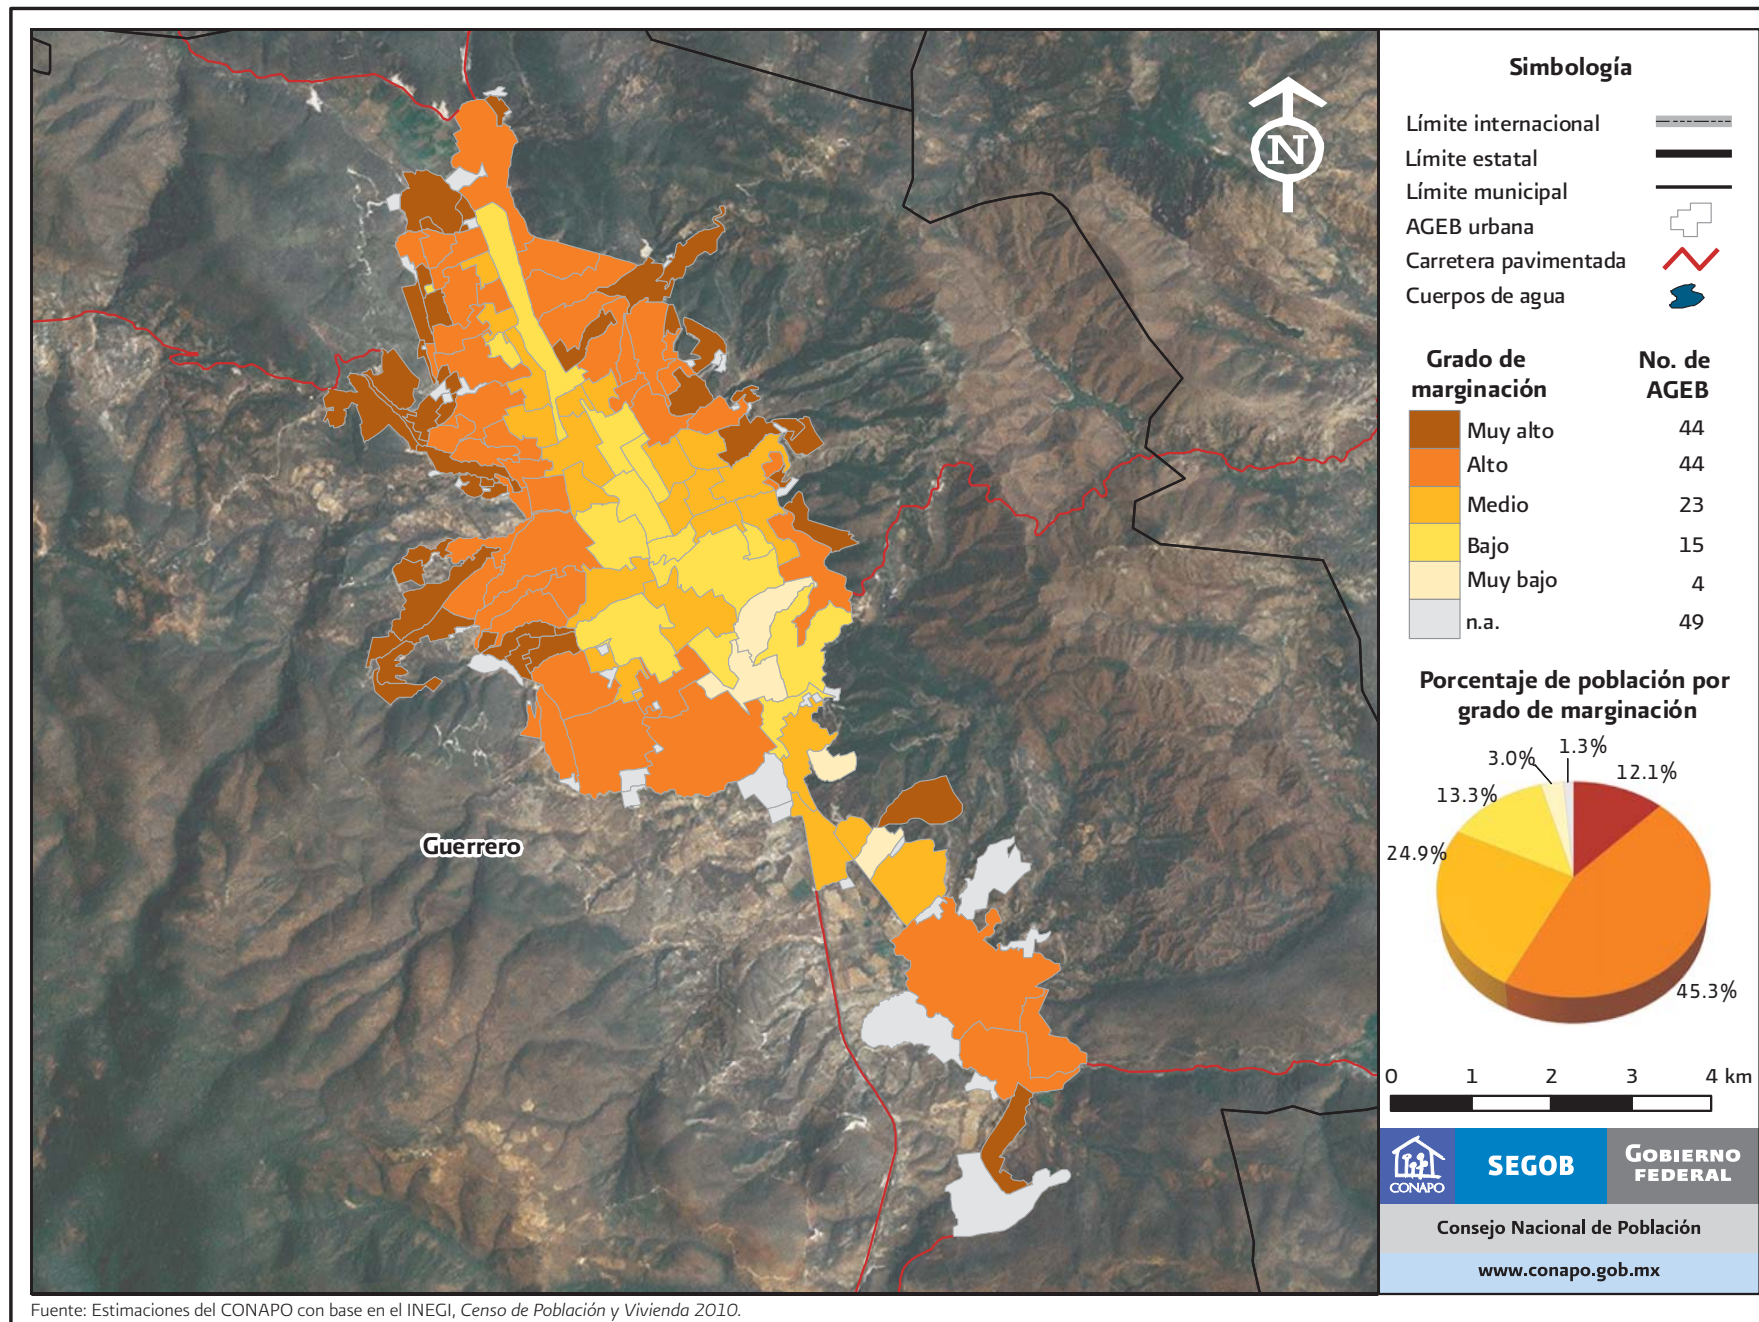 N
Guerrero
Simbología
Límite internacional
Límite estatal
Límite municipal
AGEB urbana
Carretera pavimentada
Cuerpos de agua
Grado de
marginación
No. de
AGEB
Muy alto 44
Alto 44
Medio 23
Bajo 15
Muy bajo 4
n.a. 49
Porcentaje de población por
grado de marginación
1.3%
3.0%
12.1%
13.3%
24.9%
45.3%
0 1 2 3 4 km
CONAPO
SEGOB
GOBIERNO
FEDERAL
Consejo Nacional de Población
www.conapo.gob.mx
Fuente: Estimaciones del CONAPO con base en el INEGI, Censo de Población y Vivienda 2010.